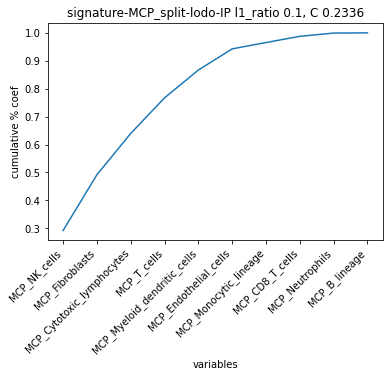 signature-MCP_split-lodo-IP l1_ratio 0.1, C 0.2336
cumulative % coef
1.0
0.9
0.8
0.7
0.6
0.5
0.4
0.3
MCP_NK_cells
MCP_Fibroblasts
MCP_Cytotoxic_lymphocytes
MCP_T_cells
MCP_Myeloid_dendritic_cells
MCP_Endothelial_cells
MCP_Monocytic_lineage
MCP_CD8_T_cells
MCP_Neutrophils
MCP_B_lineage
variables